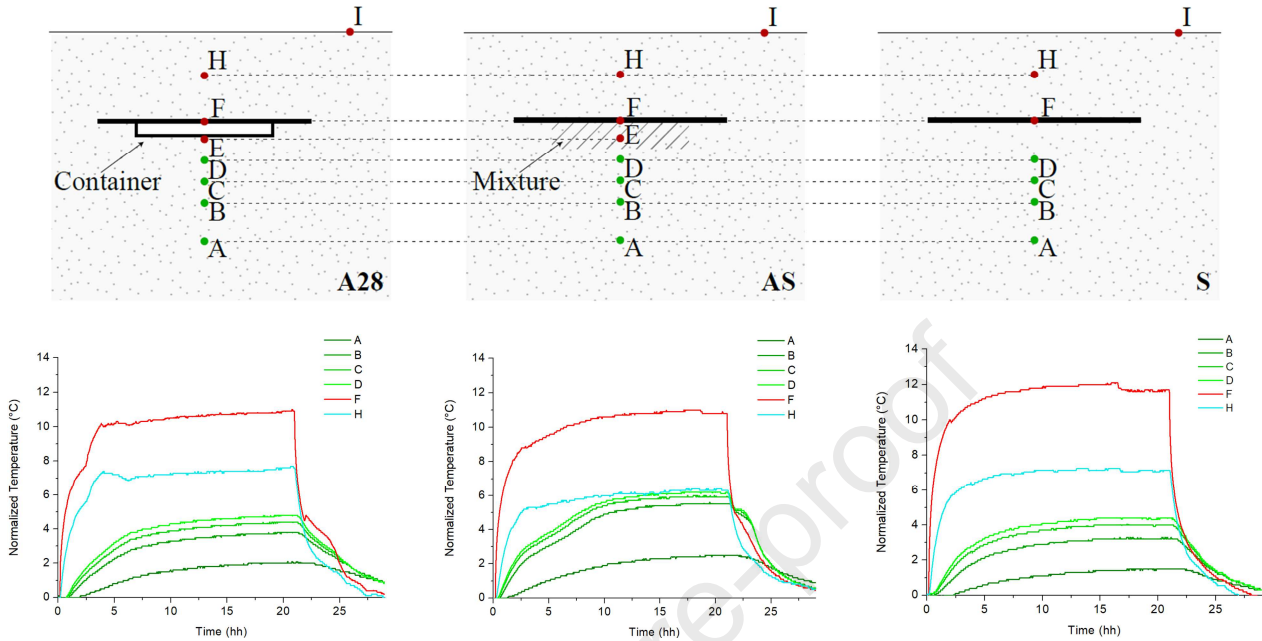 I
I
I
H
H
H
F
F
F
E
E
D
D
D
Container
Mixture
C
C
C
B
B
B
A
A
A
A28
AS
S
A
B
C
D
F
H
14
12
10
8
6
4
2
0
0
5
10
15
20
25
Normalized Temperature (°C)
Time (hh)
A
B
C
D
F
H
14
12
10
8
6
4
2
0
0
5
10
15
20
25
Normalized Temperature (°C)
Time (hh)
A
B
C
D
F
H
14
12
10
8
6
4
2
0
0
5
10
15
20
25
Normalized Temperature (°C)
Time (hh)
re-proof